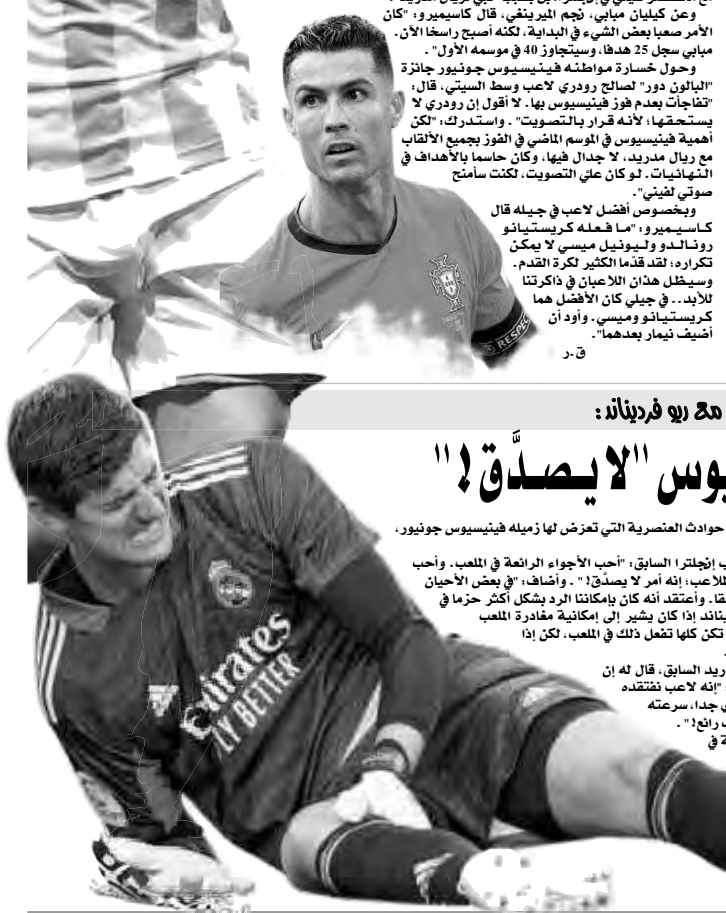 وعن كيليان مبابي، نجم الميرينغي، قال كاسيميرو: "كان
الأمر صعبا بعض الشيء في البداية، لكنه أصبح راسخا الآن.
مبابي سجل 25 هدفا، وسيتجاوز 40 في موسمه الأول".
وحول خسارة مواطنه فينيسيوس جونيور جائزة
"البالون دور" لصالح رودري لاعب وسط السيتي، قال:
"تفاجأت بعدم فوز فينيسيوس بها. لا أقول إن رودري لا
يستحقها؛ لأنه قرار بالتصويت". واستدرك: "لكن
أهمية فينيسيوس في الموسم الماضي في الفوز بجميع الألقاب
مع ريال مدريد، لا جدال فيها، وكان حاسما بالأهداف في
النهائيات. لو كان عليّ التصويت، لكنت سأمنح
صوتي لفيني".
وبخصوص أفضل لاعب في جيله قال
كاسيميرو: "ما فعله كريستيانو
رونالدو وليونيل ميسي لا يمكن
تكراره؛ لقد قدّما الكثير لكرة القدم.
وسيظل هذان اللاعبان في ذاكرتنا
للأبد.. في جيلي كان الأفضل هما
كريستيانو وميسي. وأود أن
أضيف نيمار بعدهما".
ق.ر
RESPEC
مع ريو فرديناند :
يوس "لا يصدَّق !"
حوادث العنصرية التي تعرّض لها زميله فينيسيوس جونيور،
ب إنجلترا السابق: "أحب الأجواء الرائعة في الملعب. وأحب
للاعب؛ إنه أمر لا يصدَّق!". وأضاف: "في بعض الأحيان
قا. وأعتقد أنه كان بإمكاننا الرد بشكل أكثر حزما في
يناند إذا كان يشير إلى إمكانية مغادرة الملعب
تكن كلها تفعل ذلك في الملعب، لكن إذا
ريد السابق، قال له إن
"إنه لاعب نفتقده
ي جدا، سرعته
رائع!".
ة في
Emirates
LY BETTER